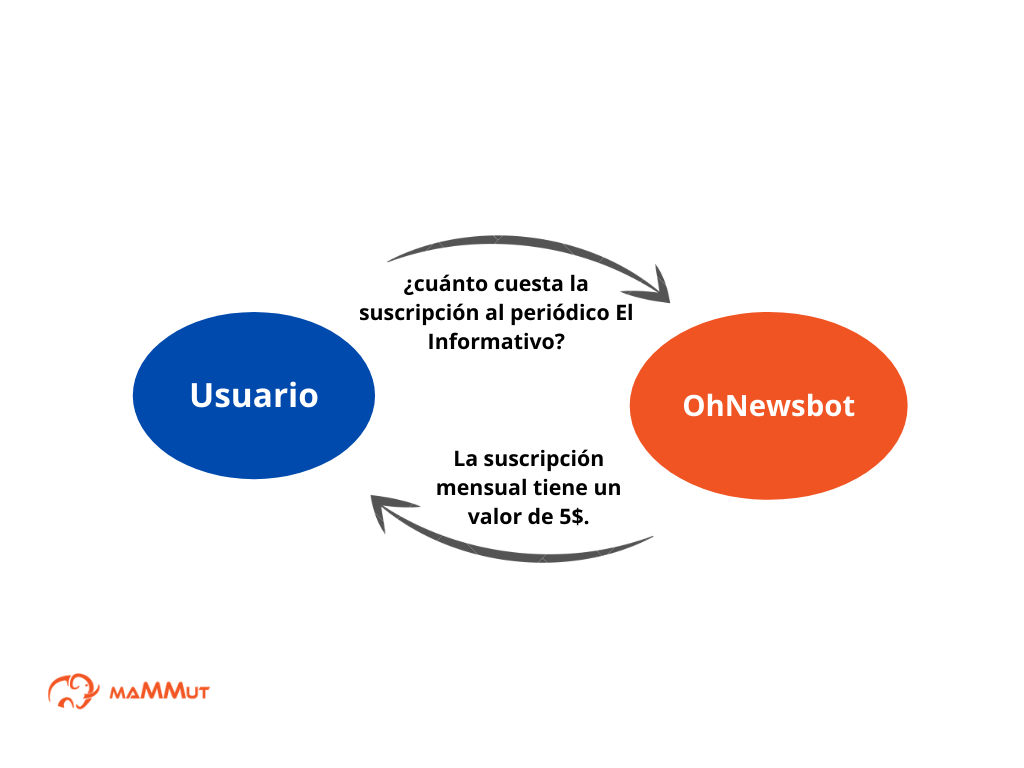 ¿cuánto cuesta la
suscripción al periódico El
Informativo?
Usuario
OhNewsbot
La suscripción
mensual tiene un
valor de 5$.
maMMut